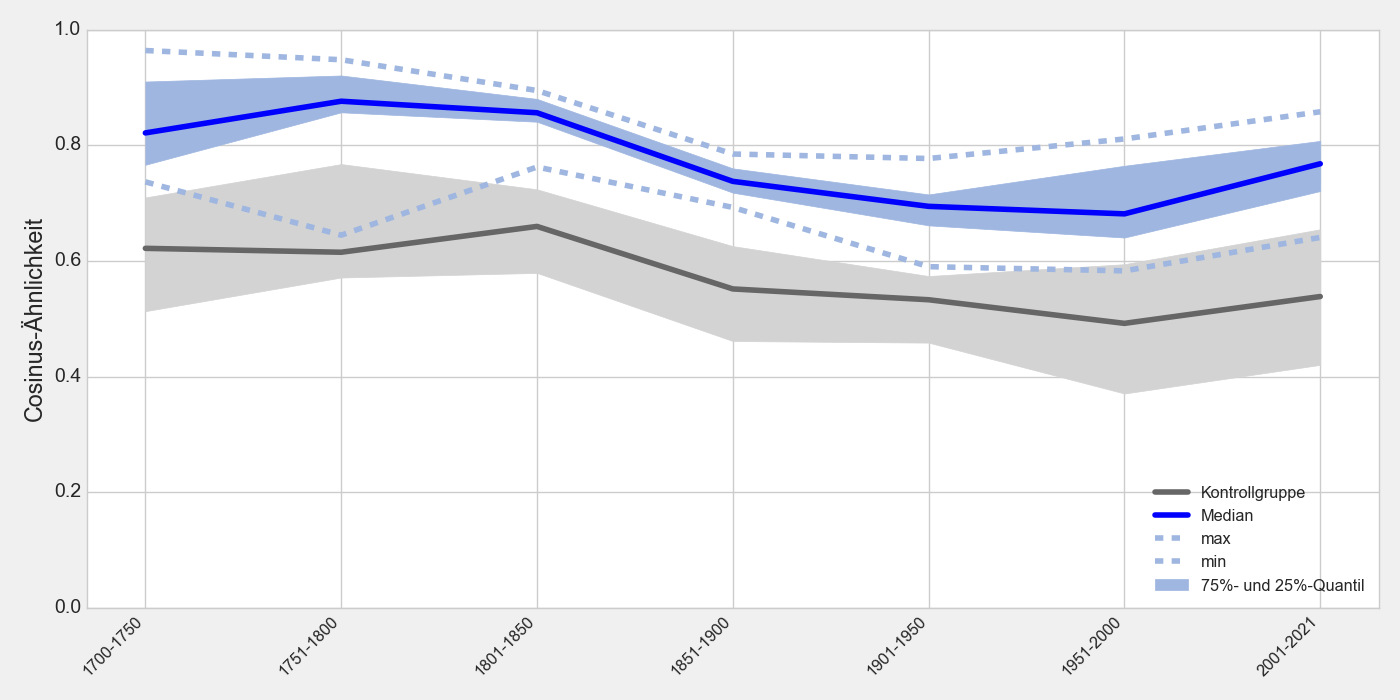 Cosinus-Ähnlichkeit
1.0
0.8
0.6
0.4
0.2
0.0
Kontrollgruppe
Median
max
min
75%- und 25%-Quantil
1700-1750
1751-1800
1801-1850
1851-1900
1901-1950
1951-2000
2001-2021